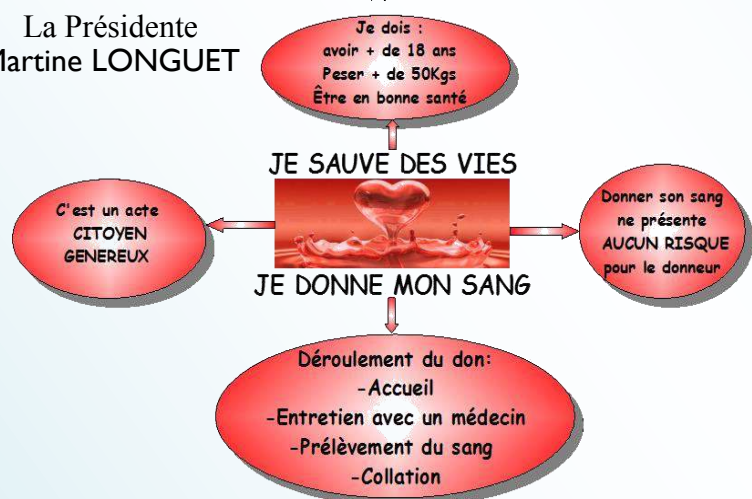 La Présidente
Martine LONGUET
Je dois :
avoir + de 18 ans
Peser + de 50Kgs
Être en bonne santé
JE SAUVE DES VIES
C'est un acte
CITOYEN
GENEREUX
Donner son sang
ne présente
AUCUN RISQUE
pour le donneur
JE DONNE MON SANG
Déroulement du don:
-Accueil
-Entretien avec un médecin
-Prélèvement du sang
-Collation